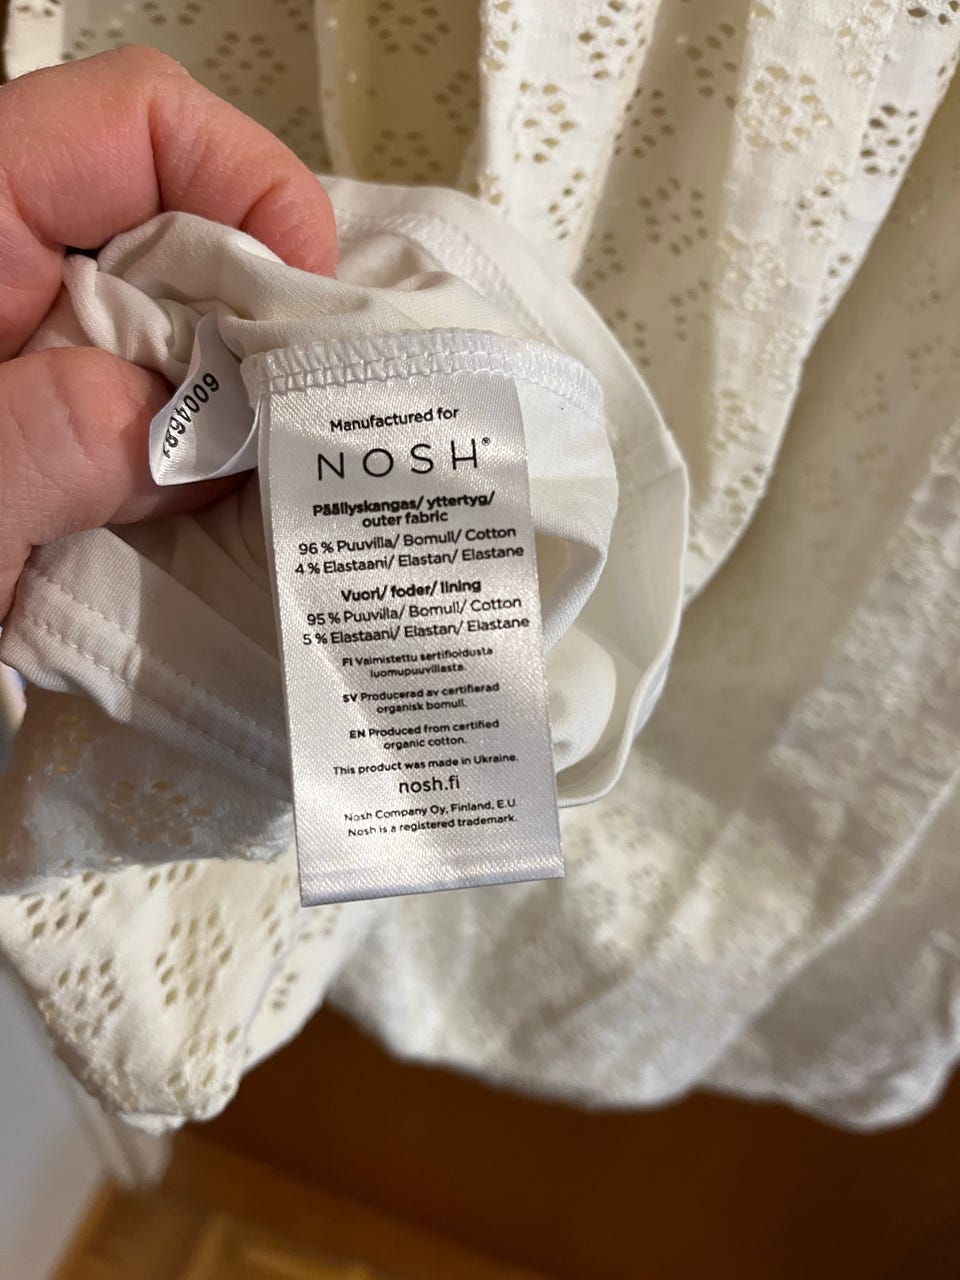 Manufactured for
NOSH®
Päällyskangas/ yttertyg/
outer fabric
96 % Puuvilla/ Bomull/ Cotton
4 % Elastaani/ Elastan/ Elastane
Vuori/ foder/ lining
95 % Puuvilla/ Bomull/ Cotton
5 % Elastaani/ Elastan/ Elastane
FI Valmistettu sertifioidusta
luomupuuvillasta.
SV Producerad av certifierad
organisk bomull.
EN Produced from certified
organic cotton.
This product was made in Ukraine.
nosh.fi
Nosh Company Oy, Finland, E.U.
Nosh is a registered trademark.